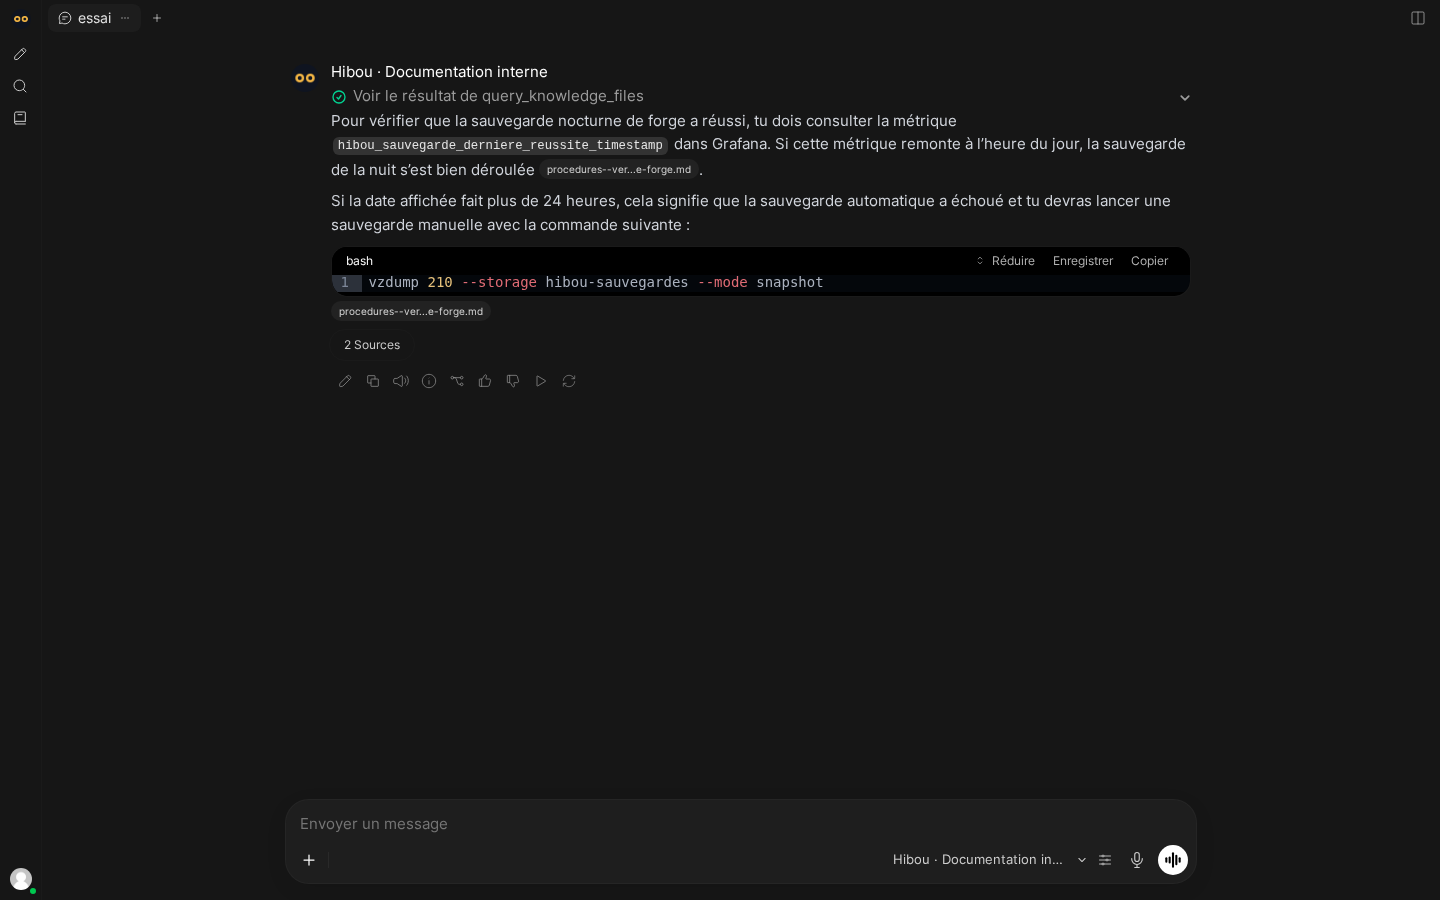 essai
Hibou · Documentation interne
Voir le résultat de query_knowledge_files
Pour vérifier que la sauvegarde nocturne de forge a réussi, tu dois consulter la métrique
hibou_sauvegarde_derniere_reussite_timestamp dans Grafana. Si cette métrique remonte à l’heure du jour, la sauvegarde
de la nuit s’est bien déroulée procedures--ver...e-forge.md.
Si la date affichée fait plus de 24 heures, cela signifie que la sauvegarde automatique a échoué et tu devras lancer une
sauvegarde manuelle avec la commande suivante :
bash Réduire Enregistrer Copier
1 vzdump 210 --storage hibou-sauvegardes --mode snapshot
procedures--ver...e-forge.md
2 Sources
Envoyer un message
Hibou · Documentation in...